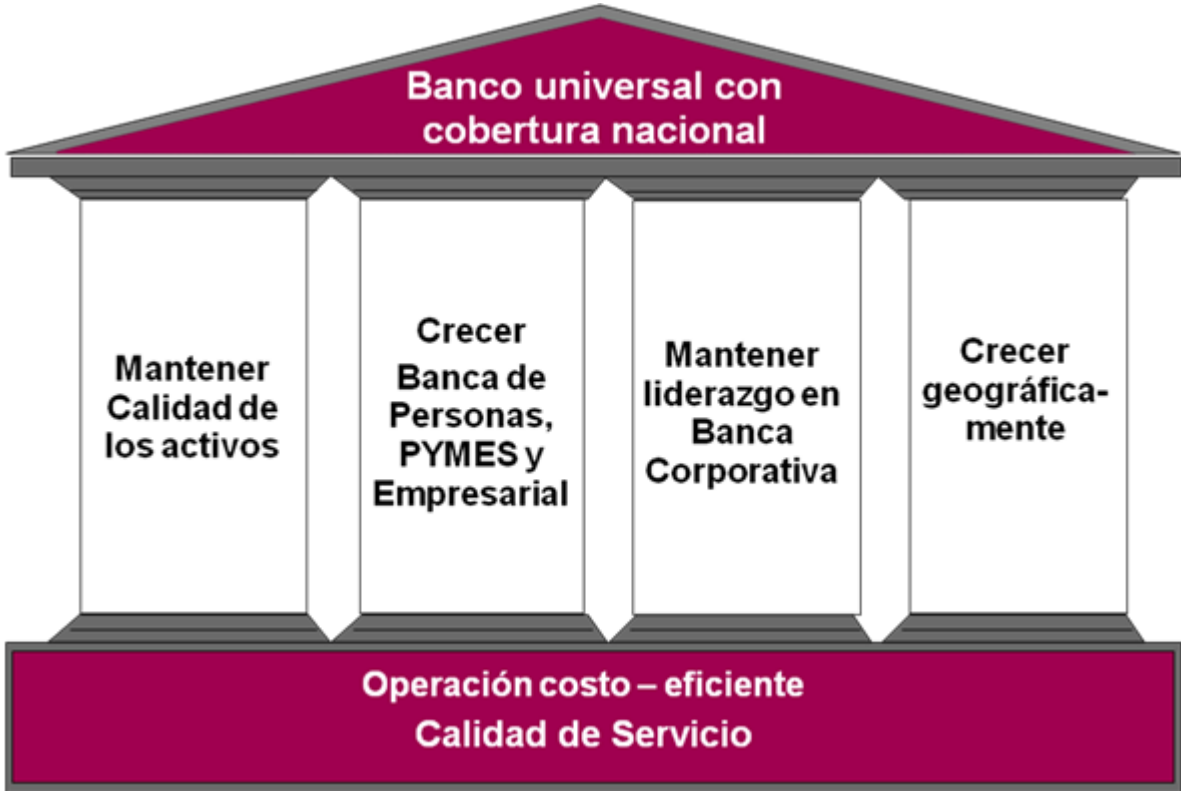 Banco universal con
cobertura nacional
Mantener
Calidad de
los activos
Crecer
Banca de
Personas,
PYMES y
Empresarial
Mantener
liderazgo en
Banca
Corporativa
Crecer
geográfica-
mente
Operación costo – eficiente
Calidad de Servicio